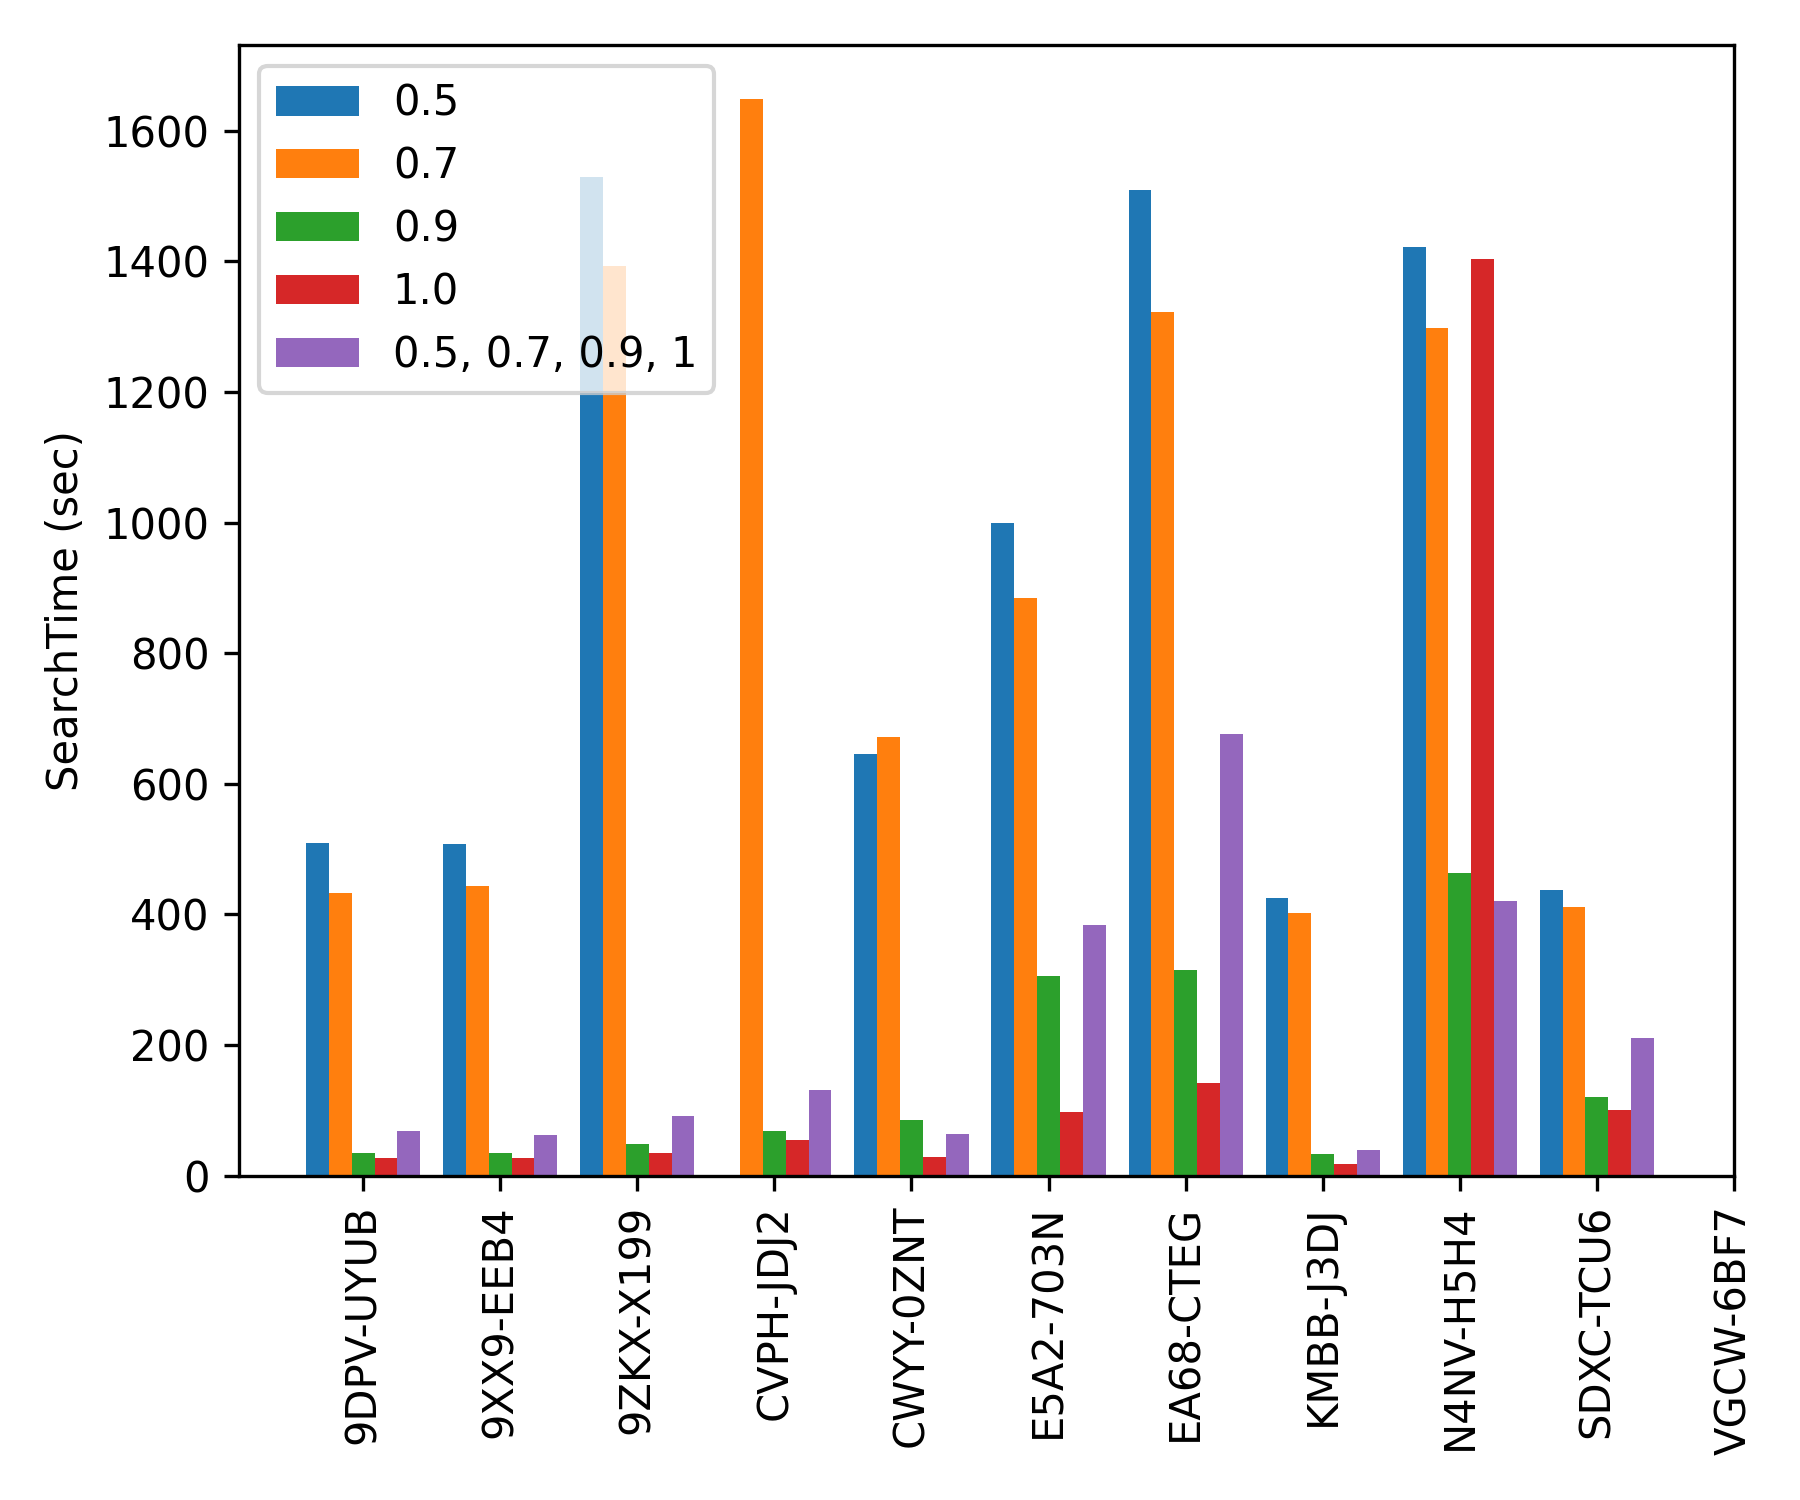 0.5
0.7
0.9
1.0
0.5, 0.7, 0.9, 1
SearchTime (sec)
1600
1400
1200
1000
800
600
400
200
0
9DPV-UYUB
9XX9-EEB4
9ZKX-X199
CVPH-JDJ2
CWYY-0ZNT
E5A2-703N
EA68-CTEG
KMBB-J3DJ
N4NV-H5H4
SDXC-TCU6
VGCW-6BF7